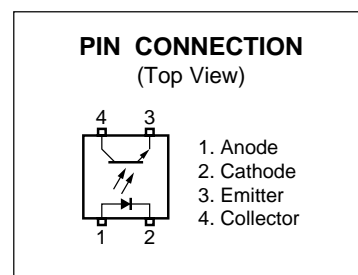 PIN CONNECTION
(Top View)
4 3
1 2
1. Anode
2. Cathode
3. Emitter
4. Collector